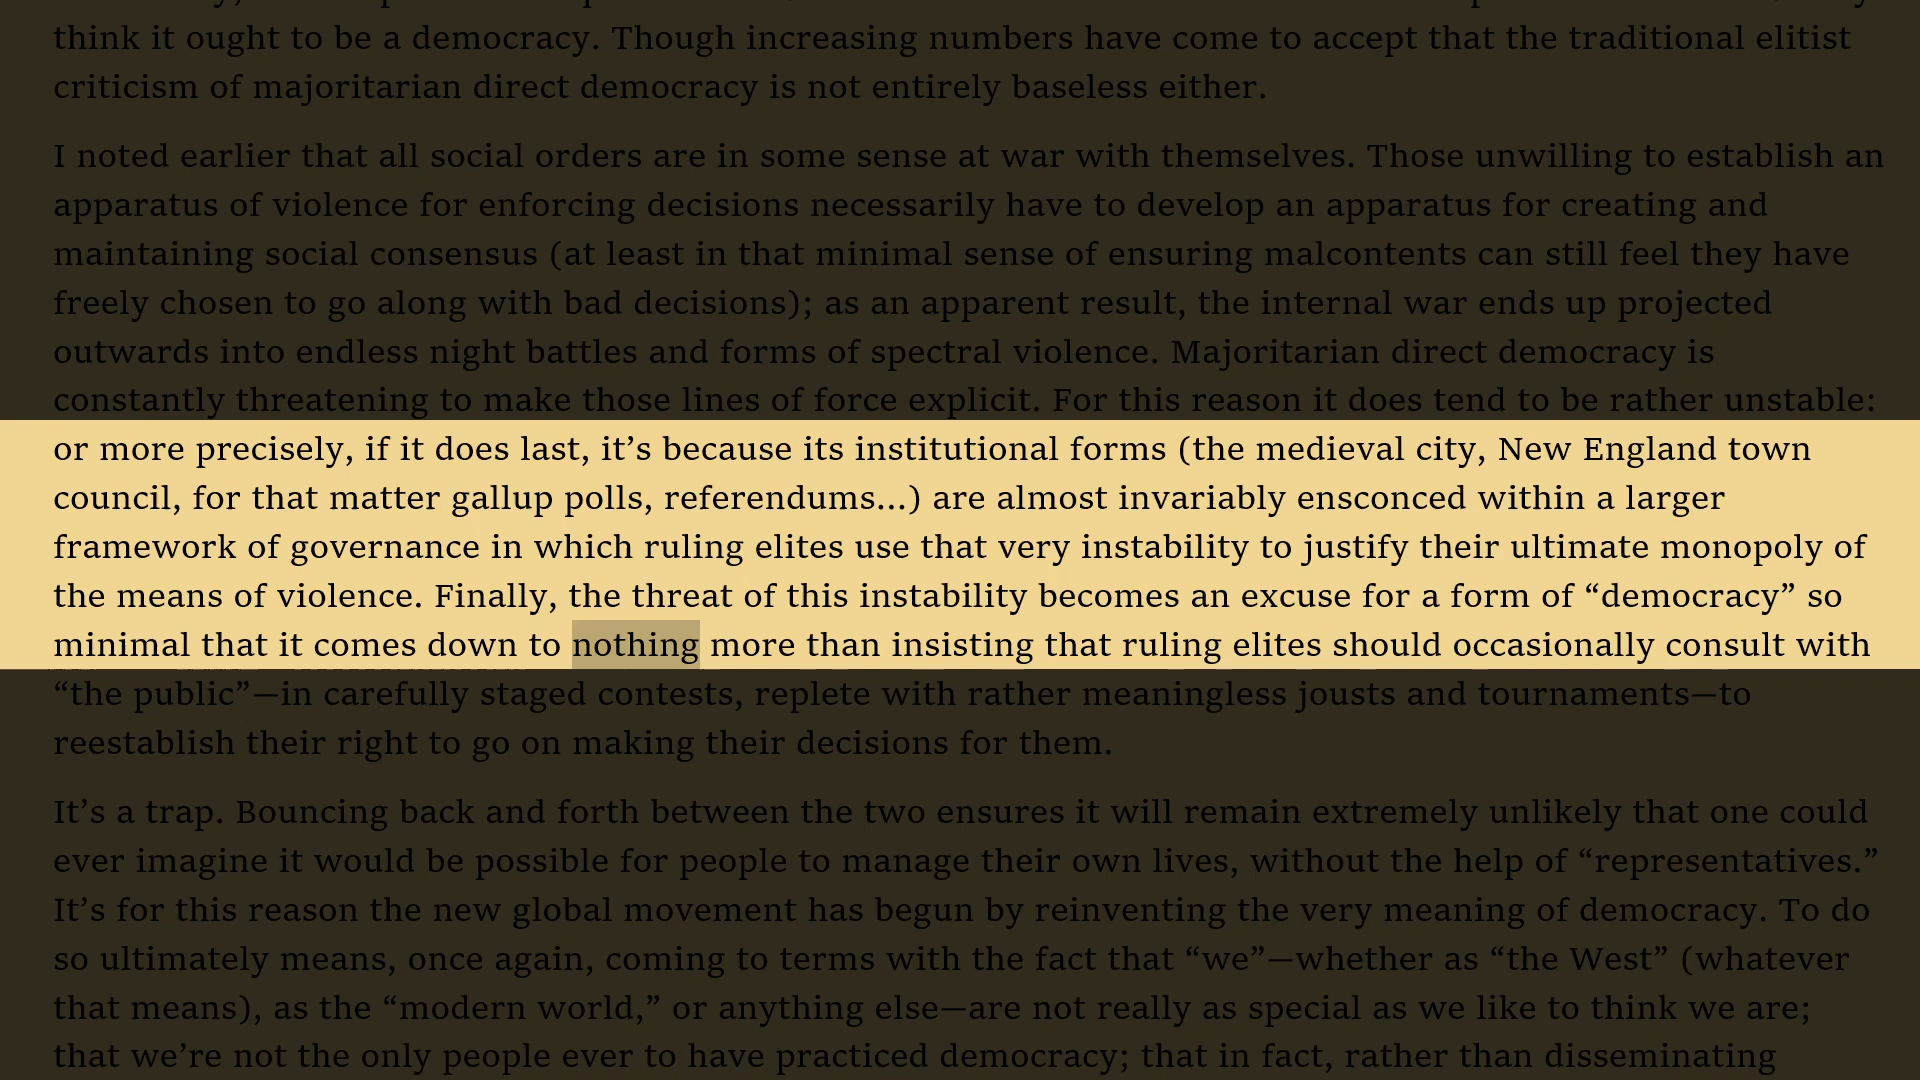 think it ought to be a democracy. Though increasing numbers have come to accept that the traditional elitist
criticism of majoritarian direct democracy is not entirely baseless either.
I noted earlier that all social orders are in some sense at war with themselves. Those unwilling to establish an
apparatus of violence for enforcing decisions necessarily have to develop an apparatus for creating and
maintaining social consensus (at least in that minimal sense of ensuring malcontents can still feel they have
freely chosen to go along with bad decisions); as an apparent result, the internal war ends up projected
outwards into endless night battles and forms of spectral violence. Majoritarian direct democracy is
constantly threatening to make those lines of force explicit. For this reason it does tend to be rather unstable:
or more precisely, if it does last, it’s because its institutional forms (the medieval city, New England town
council, for that matter gallup polls, referendums...) are almost invariably ensconced within a larger
framework of governance in which ruling elites use that very instability to justify their ultimate monopoly of
the means of violence. Finally, the threat of this instability becomes an excuse for a form of “democracy” so
minimal that it comes down to nothing more than insisting that ruling elites should occasionally consult with
“the public”—in carefully staged contests, replete with rather meaningless jousts and tournaments—to
reestablish their right to go on making their decisions for them.
It’s a trap. Bouncing back and forth between the two ensures it will remain extremely unlikely that one could
ever imagine it would be possible for people to manage their own lives, without the help of “representatives.”
It’s for this reason the new global movement has begun by reinventing the very meaning of democracy. To do
so ultimately means, once again, coming to terms with the fact that “we”—whether as “the West” (whatever
that means), as the “modern world,” or anything else—are not really as special as we like to think we are;
that we’re not the only people ever to have practiced democracy; that in fact, rather than disseminating